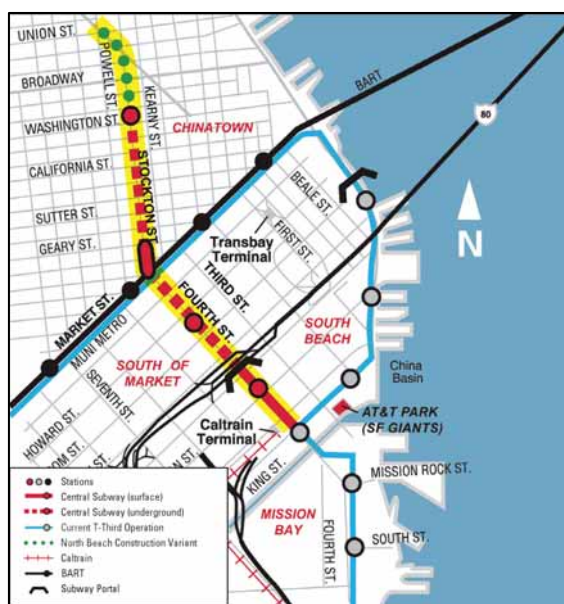 UNION ST.
POWELL ST.
BROADWAY
KEARNY ST.
WASHINGTON ST.
CHINATOWN
BART
80
CALIFORNIA ST.
STOCKTON ST.
SUTTER ST.
GEARY ST.
BEALE ST.
FIRST ST.
Transbay
Terminal
N
MARKET ST.
MUNI METRO
THIRD ST.
FOURTH ST.
SOUTH
BEACH
SOUTH OF
MARKET
SEVENTH ST.
China
Basin
HOWARD ST.
AT&T PARK
(SF GIANTS)
Caltrain
Terminal
KING ST.
MISSION ROCK ST.
MISSION
BAY
FOURTH ST.
SOUTH ST.
Stations
Central Subway (surface)
Central Subway (underground)
Current T-Third Operation
North Beach Construction Variant
Caltrain
BART
Subway Portal